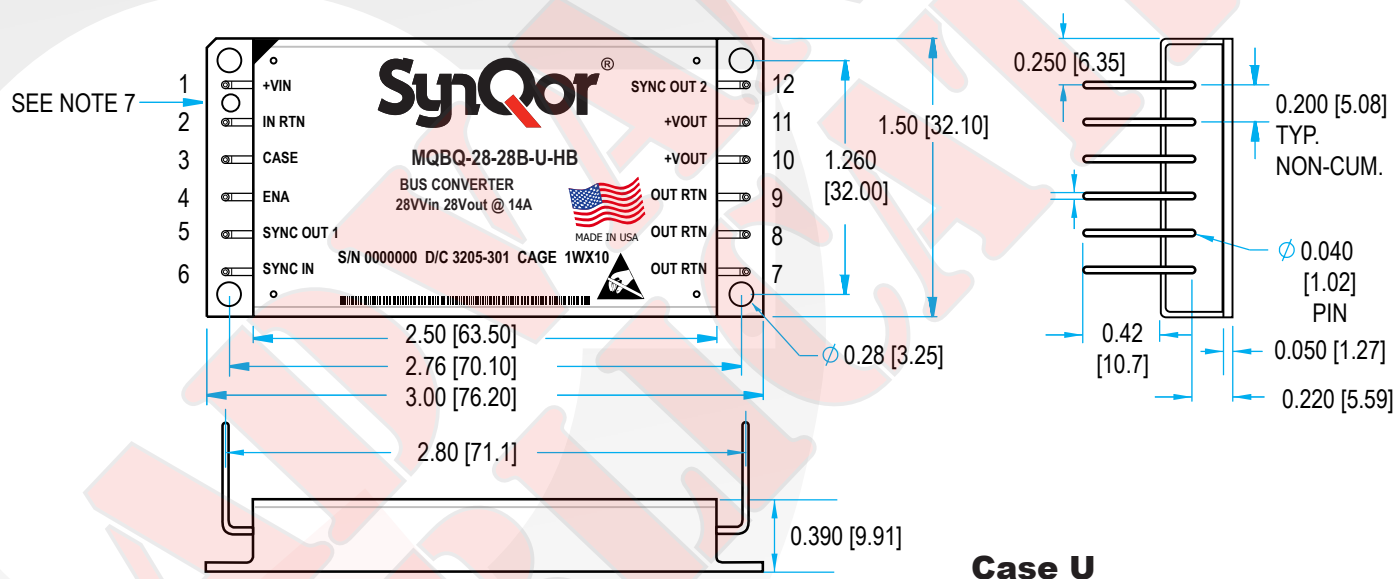 SynQor®
SEE NOTE 7
1 +VIN
2 IN RTN
3 CASE
4 ENA
5 SYNC OUT 1
6 SYNC IN
SYNC OUT 2 12
+VOUT 11
+VOUT 10
OUT RTN 9
OUT RTN 8
OUT RTN 7
MQBQ-28-28B-U-HB
BUS CONVERTER
28VVin 28Vout @ 14A
MADE IN USA
S/N 0000000 D/C 3205-301 CAGE 1WX10
1.50 [32.10]
1.260
[32.00]
2.50 [63.50]
2.76 [70.10]
3.00 [76.20]
∅ 0.28 [3.25]
2.80 [71.1]
0.390 [9.91]
0.250 [6.35]
0.200 [5.08]
TYP.
NON-CUM.
∅ 0.040
[1.02]
PIN
0.42
[10.7]
0.050 [1.27]
0.220 [5.59]
Case U